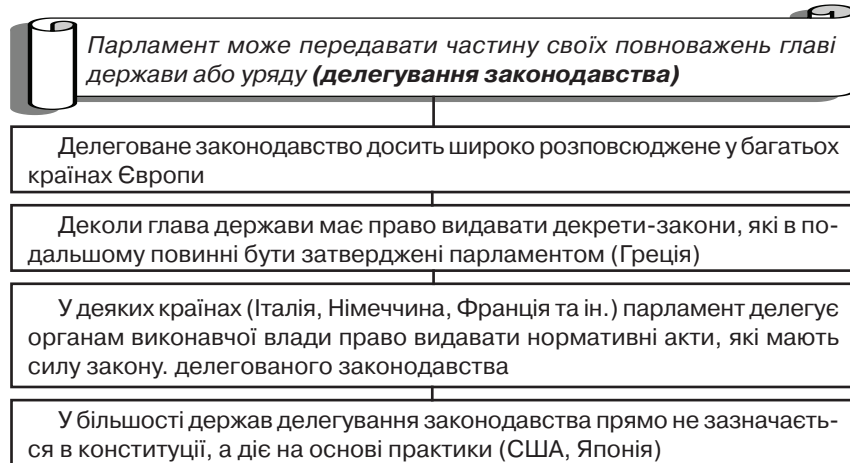 Парламент може передавати частину своїх повноважень главі
держави або уряду (делегування законодавства)
Делеговане законодавство досить широко розповсюджене у багатьох
країнах Європи
Деколи глава держави має право видавати декрети-закони, які в по-
дальшому повинні бути затверджені парламентом (Греція)
У деяких країнах (Італія, Німеччина, Франція та ін.) парламент делегує
органам виконавчої влади право видавати нормативні акти, які мають
силу закону. делегованого законодавства
У більшості держав делегування законодавства прямо не зазначаєть-
ся в конституції, а діє на основі практики (США, Японія)